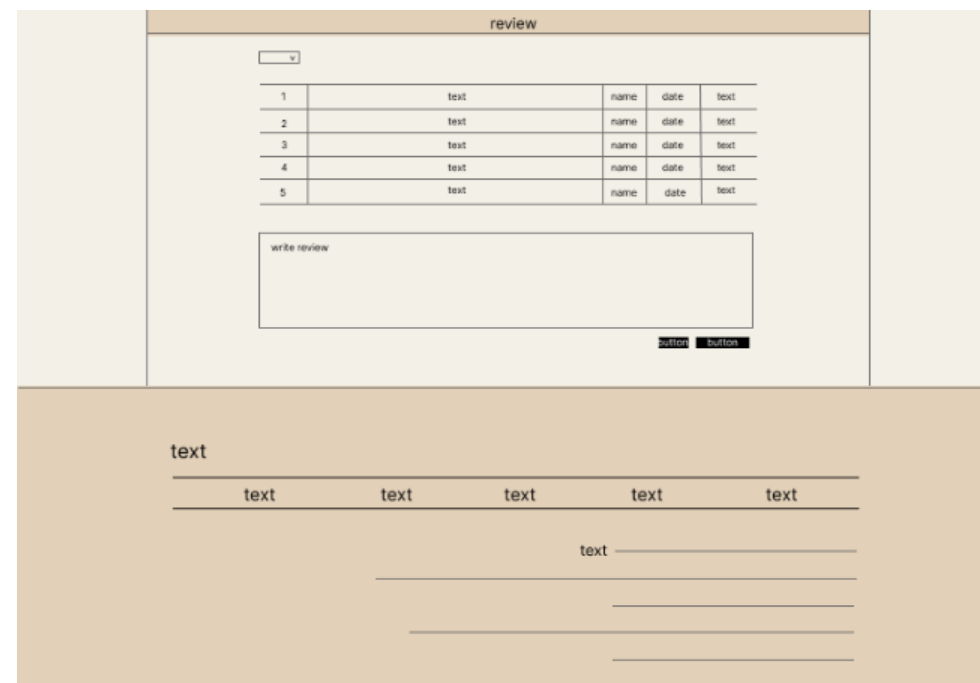 review
v
1 text name date text
2 text name date text
3 text name date text
4 text name date text
5 text name date text
write review
button button
text
text text text text text
text